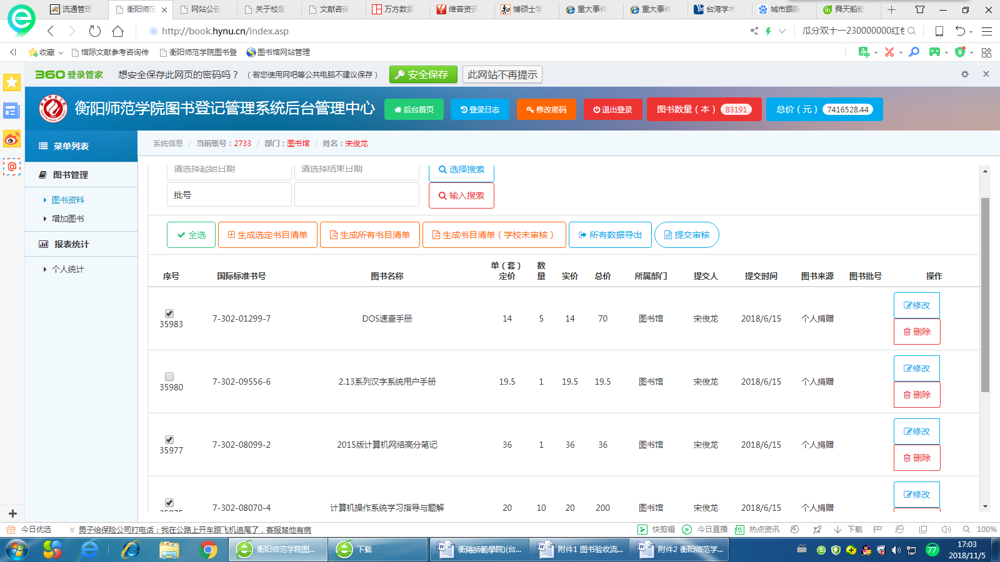 流通管理
衡阳师范
网站公告
关于校属
文献咨询
万方数据
维普资讯
博硕士学
重大事件
重大事件
台湾学术
城市跟踪
舜天船舶
http://book.hynu.cn/index.asp
瓜分双十一230000000红包
收藏
馆际文献参考咨询传
衡阳师范学院图书登
图书馆网站管理
360 登录管家
想安全保存此网页的密码吗？
（若您使用网吧等公共电脑不建议保存）
安全保存
此网站不再提示
衡阳师范学院图书登记管理系统后台管理中心
后台首页
登录日志
修改密码
退出登录
图书数量（本） 83191
总价（元） 7416528.44
菜单列表
系统信息 / 当前账号：2733 / 部门：图书馆 / 姓名：宋俊龙
图书管理
图书资料
增加图书
报表统计
个人统计
请选择起始日期
请选择结束日期
选择搜索
批号
输入搜索
全选
生成选定书目清单
生成所有书目清单
生成书目清单（学校未审核）
所有数据导出
提交审核
序号 国际标准书号 图书名称 单（套）定价 数量 实价 总价 所属部门 提交人 提交时间 图书来源 图书批号 操作
35983 7-302-01299-7 DOS速查手册 14 5 14 70 图书馆 宋俊龙 2018/6/15 个人捐赠
修改
删除
35980 7-302-09556-6 2.13系列汉字系统用户手册 19.5 1 19.5 19.5 图书馆 宋俊龙 2018/6/15 个人捐赠
修改
删除
35977 7-302-08099-2 2015版计算机网络高分笔记 36 1 36 36 图书馆 宋俊龙 2018/6/15 个人捐赠
修改
删除
35975 7-302-08070-4 计算机操作系统学习指导与题解 20 10 20 200 图书馆 宋俊龙 2018/6/15 个人捐赠
修改
今日优选
男子给保险公司打电话：我在公路上开车跟飞机追尾了，客服骂他有病
快剪辑
今日直播
热点资讯
下载
100%
衡阳师范学院图...
下载
衡陽師範學院)(台...
附件1 图书验收流...
附件2 衡阳师范学...
77
17:03
2018/11/5